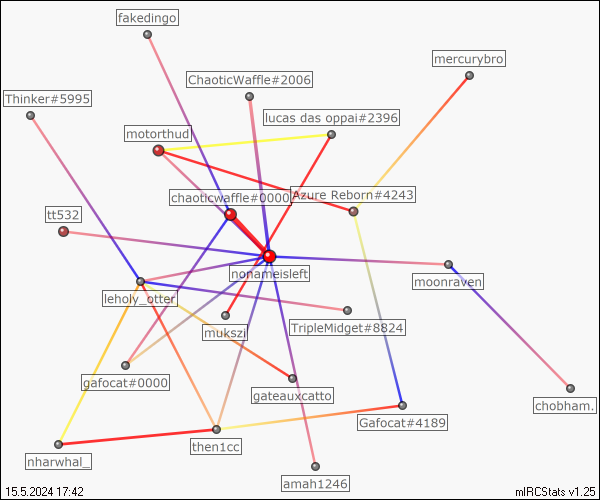 fakedingo
mercurybro
ChaoticWaffle#2006
Thinker#5995
lucas das oppai#2396
motorthud
chaoticwaffle#0000
Azure Reborn#4243
tt532
nonameisleft
moonraven
leholy_otter
mukszi
TripleMidget#8824
gafocat#0000
gateauxcatto
chobham.
Gafocat#4189
then1cc
nharwhal_
amah1246
15.5.2024 17:42
mIRCStats v1.25